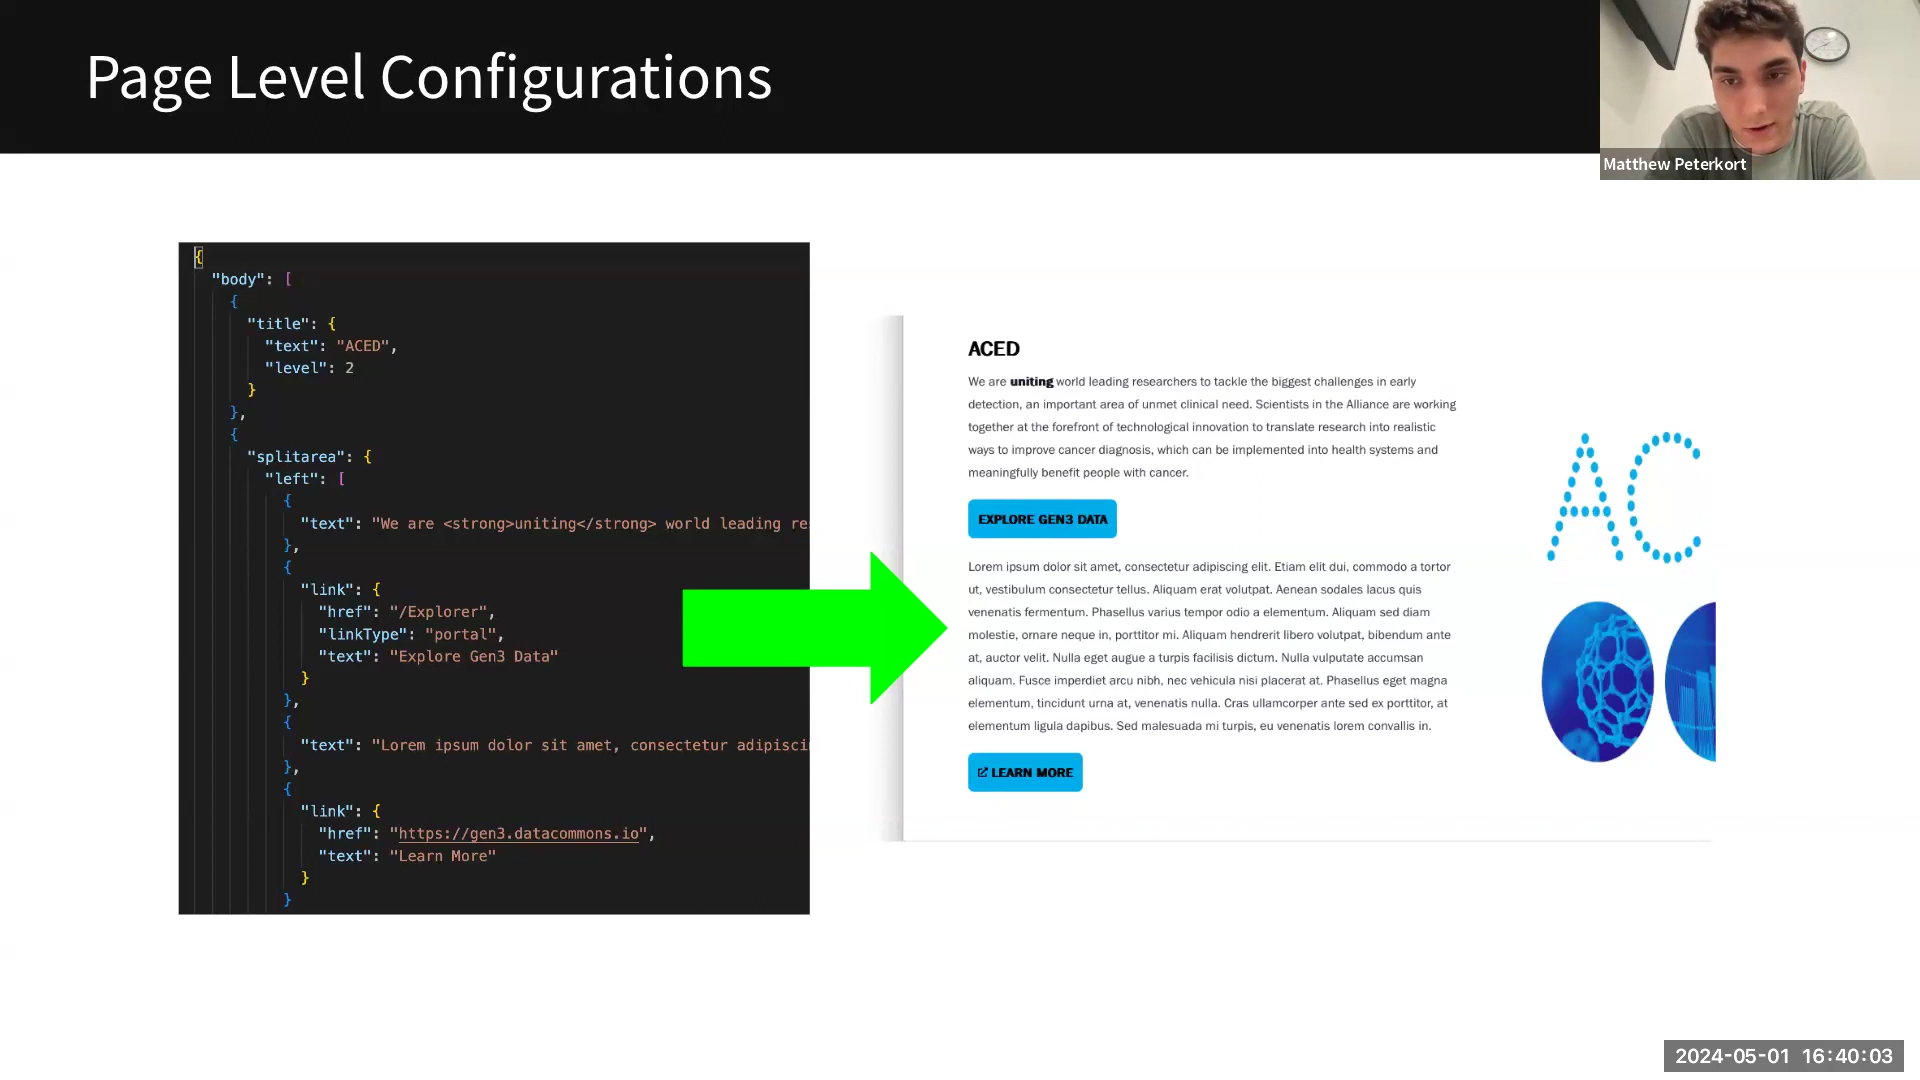 Page Level Configurations
Matthew Peterkort
{
"body": [
{
"title": {
"text": "ACED",
"level": 2
}
},
{
"splitarea": {
"left": [
{
"text": "We are <strong>uniting</strong> world leading re
},
{
"link": {
"href": "/Explorer",
"linkType": "portal",
"text": "Explore Gen3 Data"
}
},
{
"text": "Lorem ipsum dolor sit amet, consectetur adipisci
},
{
"link": {
"href": "https://gen3.datacommons.io",
"text": "Learn More"
}
}
ACED
We are uniting world leading researchers to tackle the biggest challenges in early
detection, an important area of unmet clinical need. Scientists in the Alliance are working
together at the forefront of technological innovation to translate research into realistic
ways to improve cancer diagnosis, which can be implemented into health systems and
meaningfully benefit people with cancer.
EXPLORE GEN3 DATA
Lorem ipsum dolor sit amet, consectetur adipiscing elit. Etiam elit dui, commodo a tortor
ut, vestibulum consectetur tellus. Aliquam erat volutpat. Aenean sodales lacus quis
venenatis fermentum. Phasellus varius tempor odio a elementum. Aliquam sed diam
molestie, ornare neque in, porttitor mi. Aliquam hendrerit libero volutpat, bibendum ante
at, auctor velit. Nulla eget augue a turpis facilisis dictum. Nulla vulputate accumsan
aliquam. Fusce imperdiet arcu nibh, nec vehicula nisi placerat at. Phasellus eget magna
elementum, tincidunt urna at, venenatis nulla. Cras ullamcorper ante sed ex porttitor, at
elementum ligula dapibus. Sed malesuada mi turpis, eu venenatis lorem convallis in.
LEARN MORE
AC
2024-05-01 16:40:03